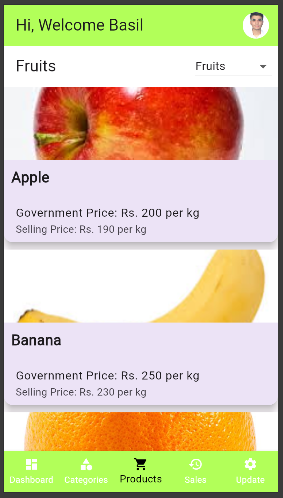 Hi, Welcome Basil
Fruits
Fruits
Apple
Government Price: Rs. 200 per kg
Selling Price: Rs. 190 per kg
Banana
Government Price: Rs. 250 per kg
Selling Price: Rs. 230 per kg
Dashboard
Categories
Products
Sales
Update